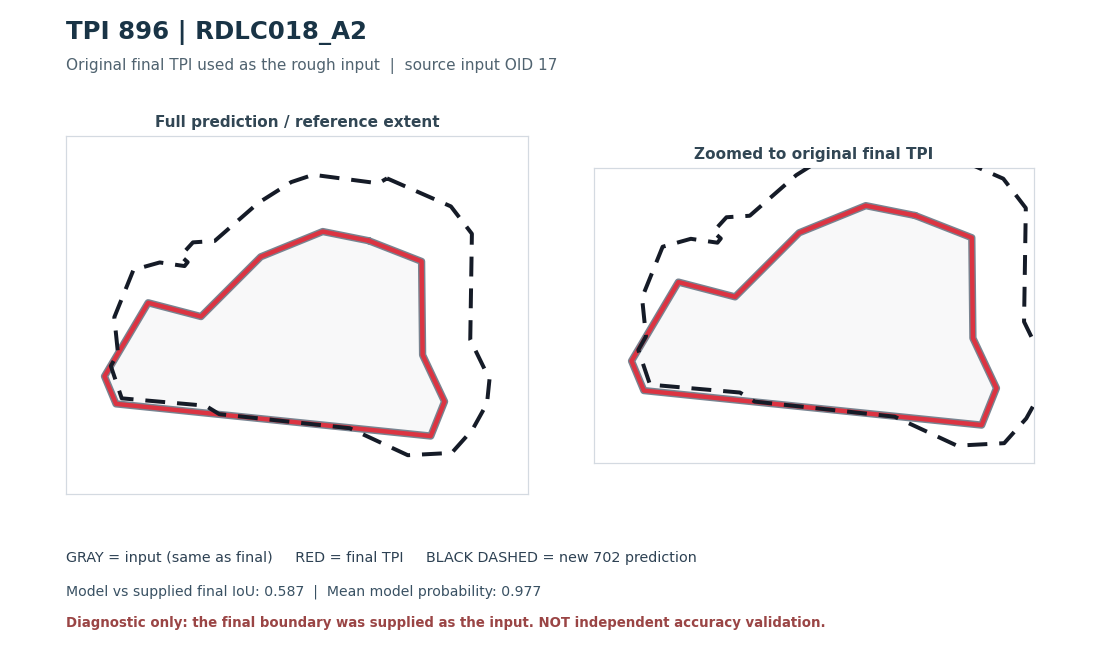 TPI 896 | RDLC018_A2
Original final TPI used as the rough input | source input OID 17
Full prediction / reference extent
Zoomed to original final TPI
GRAY = input (same as final) RED = final TPI BLACK DASHED = new 702 prediction
Model vs supplied final IoU: 0.587 | Mean model probability: 0.977
Diagnostic only: the final boundary was supplied as the input. NOT independent accuracy validation.